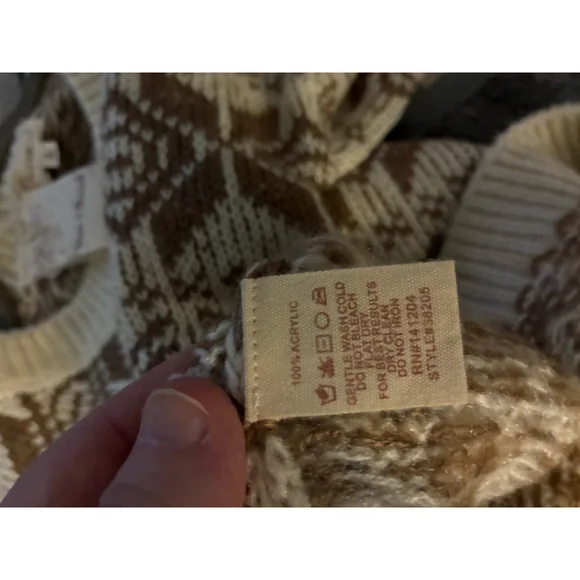 100% ACRYLIC
GENTLE WASH COLD
DO NOT BLEACH
FLAT DRY
FOR BEST RESULTS
DRY CLEAN
DO NOT IRON
RN#141204
STYLE#38205